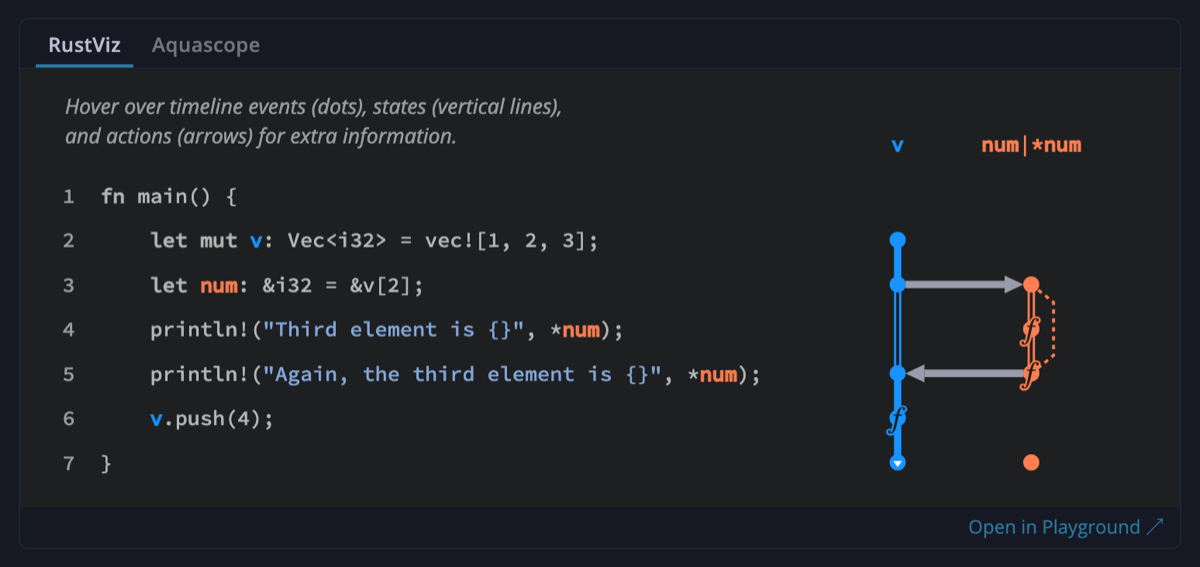 RustViz Aquascope
Hover over timeline events (dots), states (vertical lines),
and actions (arrows) for extra information.
v num|*num
1 fn main() {
2 let mut v: Vec<i32> = vec![1, 2, 3];
3 let num: &i32 = &v[2];
4 println!("Third element is {}", *num);
f
5 println!("Again, the third element is {}", *num);
f
6 v.push(4);
f
7 }
Open in Playground ↗